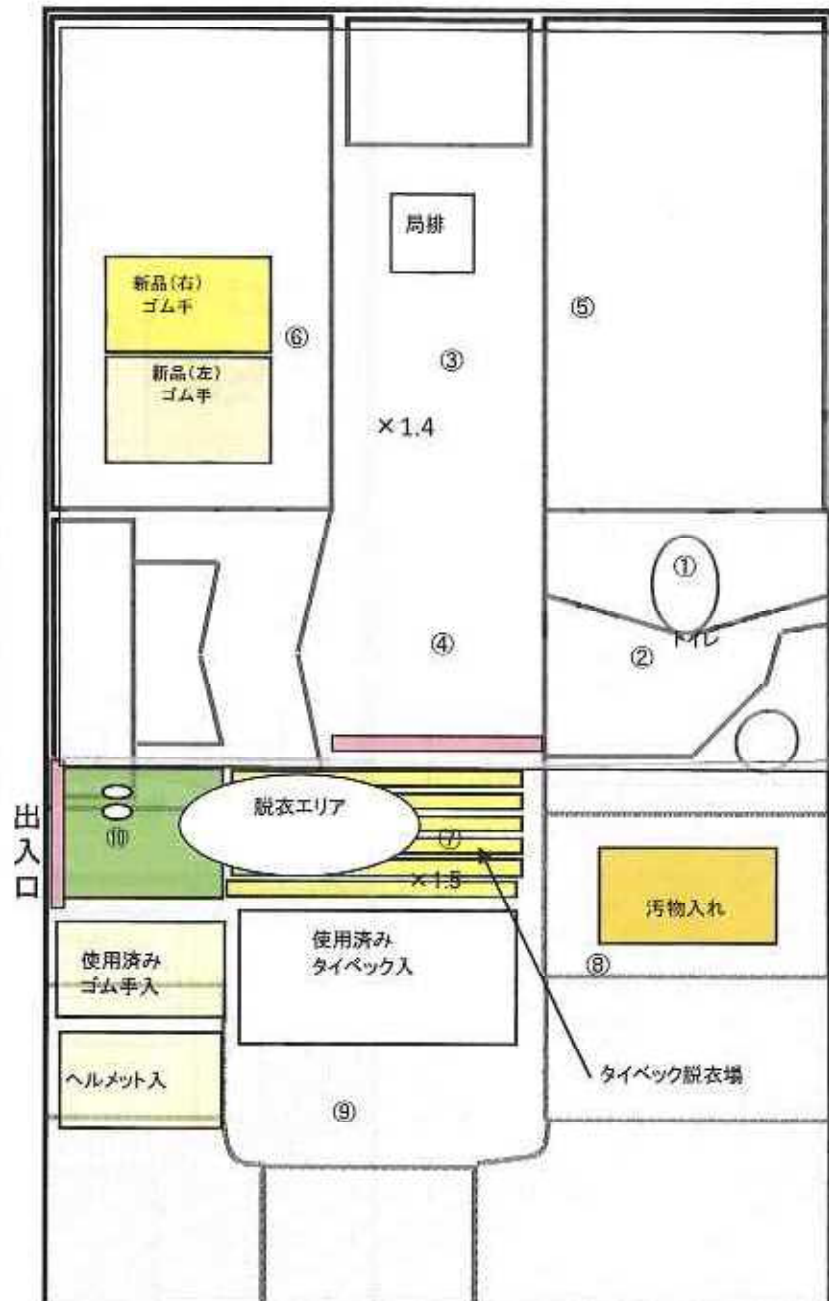 局排
新品(右)
ゴム手
新品(左)
ゴム手
⑥
⑤
③
×1.4
①
トイレ
②
④
出入口
脱衣エリア
⑩
⑦
×1.5
汚物入れ
使用済み
ゴム手入
使用済み
タイベック入
⑧
ヘルメット入
タイベック脱衣場
⑨